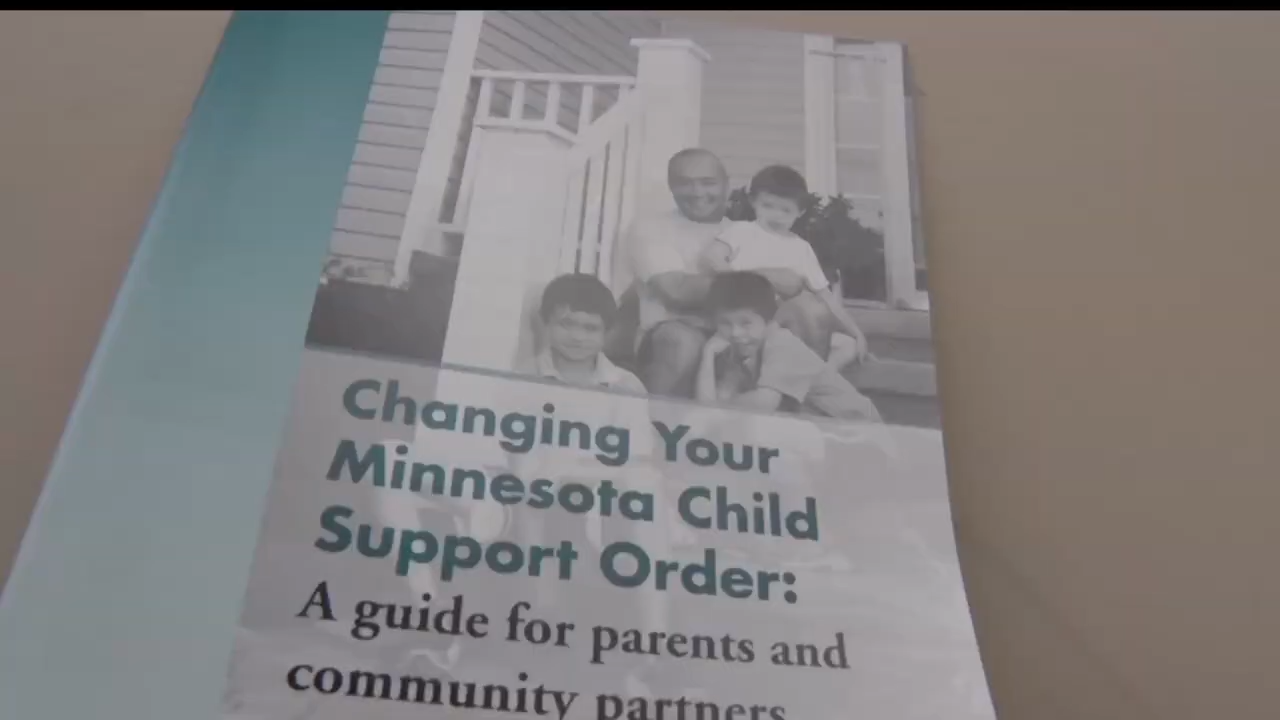 Changing Your
Minnesota Child
Support Order:
A guide for parents and
community partners